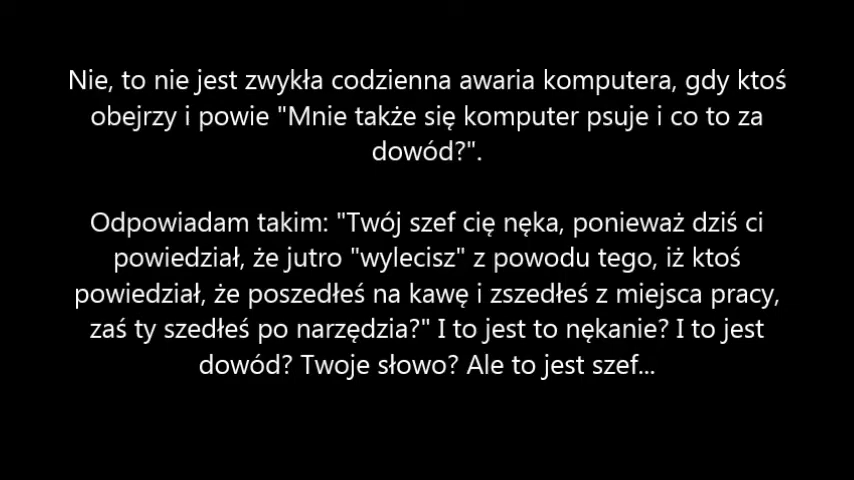 Nie, to nie jest zwykła codzienna awaria komputera, gdy ktoś
obejrzy i powie "Mnie także się komputer psuje i co to za
dowód?".
Odpowiadam takim: "Twój szef cię nęka, ponieważ dziś ci
powiedział, że jutro "wylecisz" z powodu tego, iż ktoś
powiedział, że poszedłeś na kawę i zszedłeś z miejsca pracy,
zaś ty szedłeś po narzędzia?" I to jest to nękanie? I to jest
dowód? Twoje słowo? Ale to jest szef...